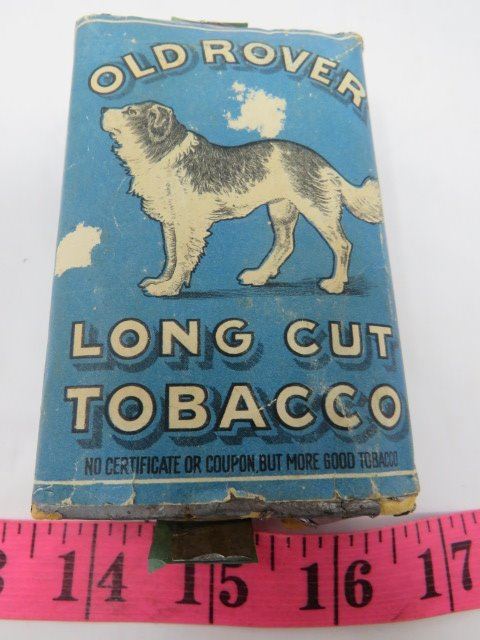 OLD ROVER
LONG CUT
TOBACCO
NO CERTIFICATE OR COUPON, BUT MORE GOOD TOBACCO
3 14 15 16 17